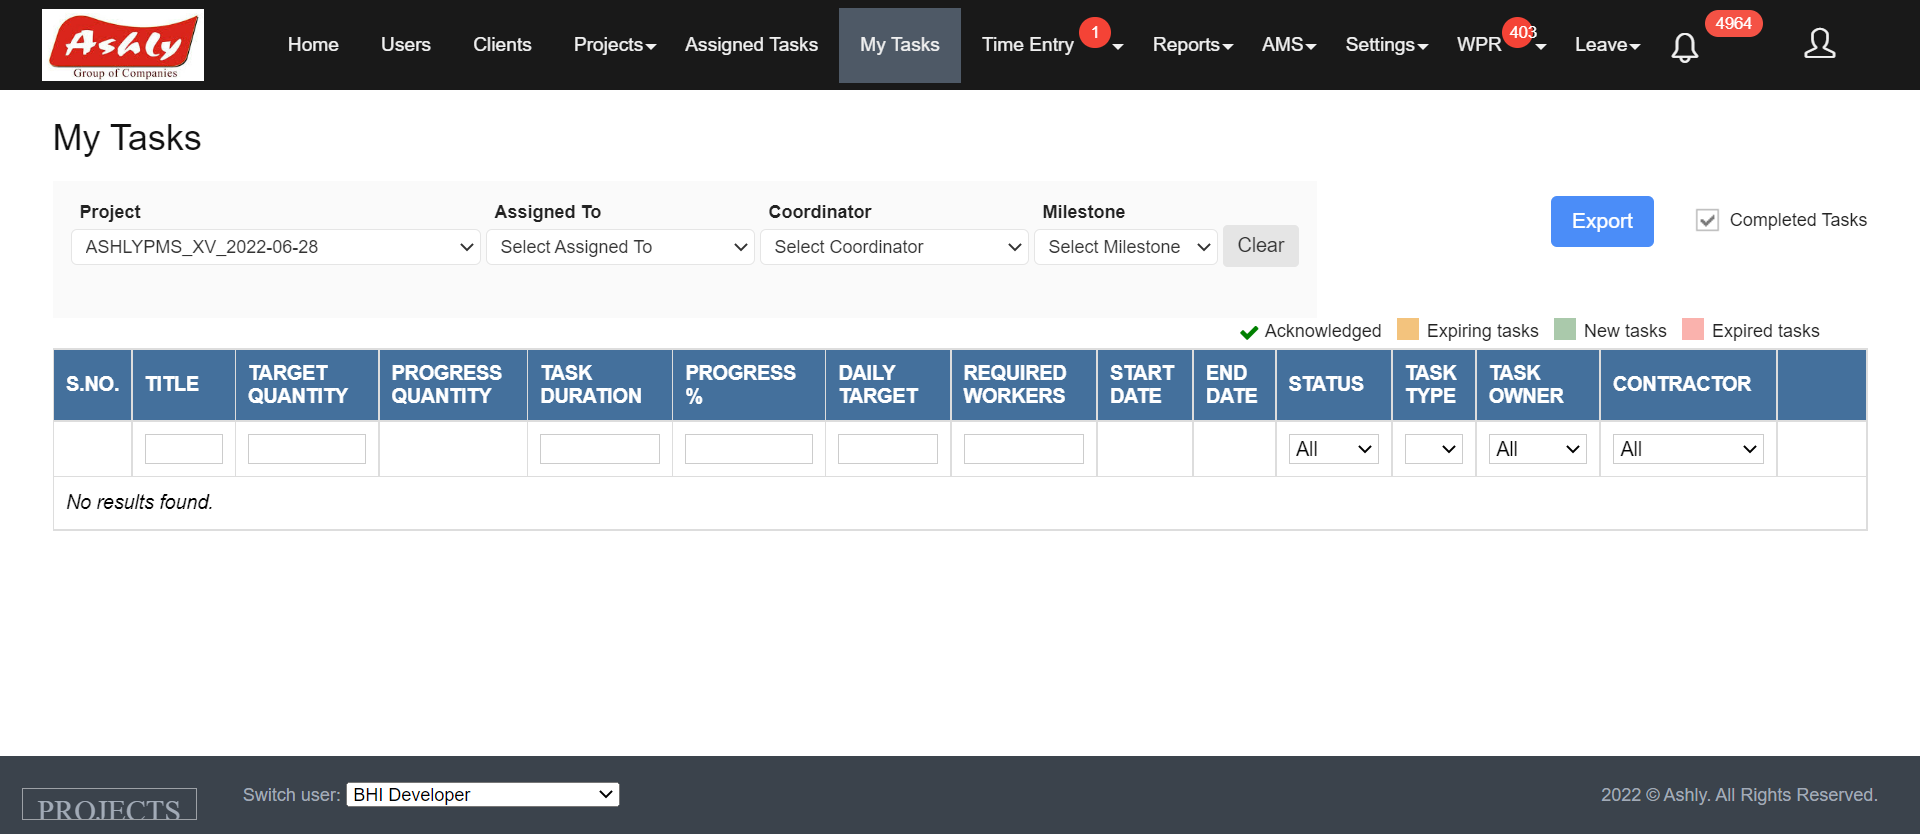 Ashly
Group of Companies
Home Users Clients Projects Assigned Tasks My Tasks Time Entry 1 Reports AMS Settings WPR 403 Leave 4964
My Tasks
Project Assigned To Coordinator Milestone
ASHLYPMS_XV_2022-06-28 Select Assigned To Select Coordinator Select Milestone Clear
Export Completed Tasks
Acknowledged Expiring tasks New tasks Expired tasks
S.NO. TITLE TARGET QUANTITY PROGRESS QUANTITY TASK DURATION PROGRESS % DAILY TARGET REQUIRED WORKERS START DATE END DATE STATUS TASK TYPE TASK OWNER CONTRACTOR
All All All
No results found.
PROJECTS Switch user: BHI Developer 2022 © Ashly. All Rights Reserved.